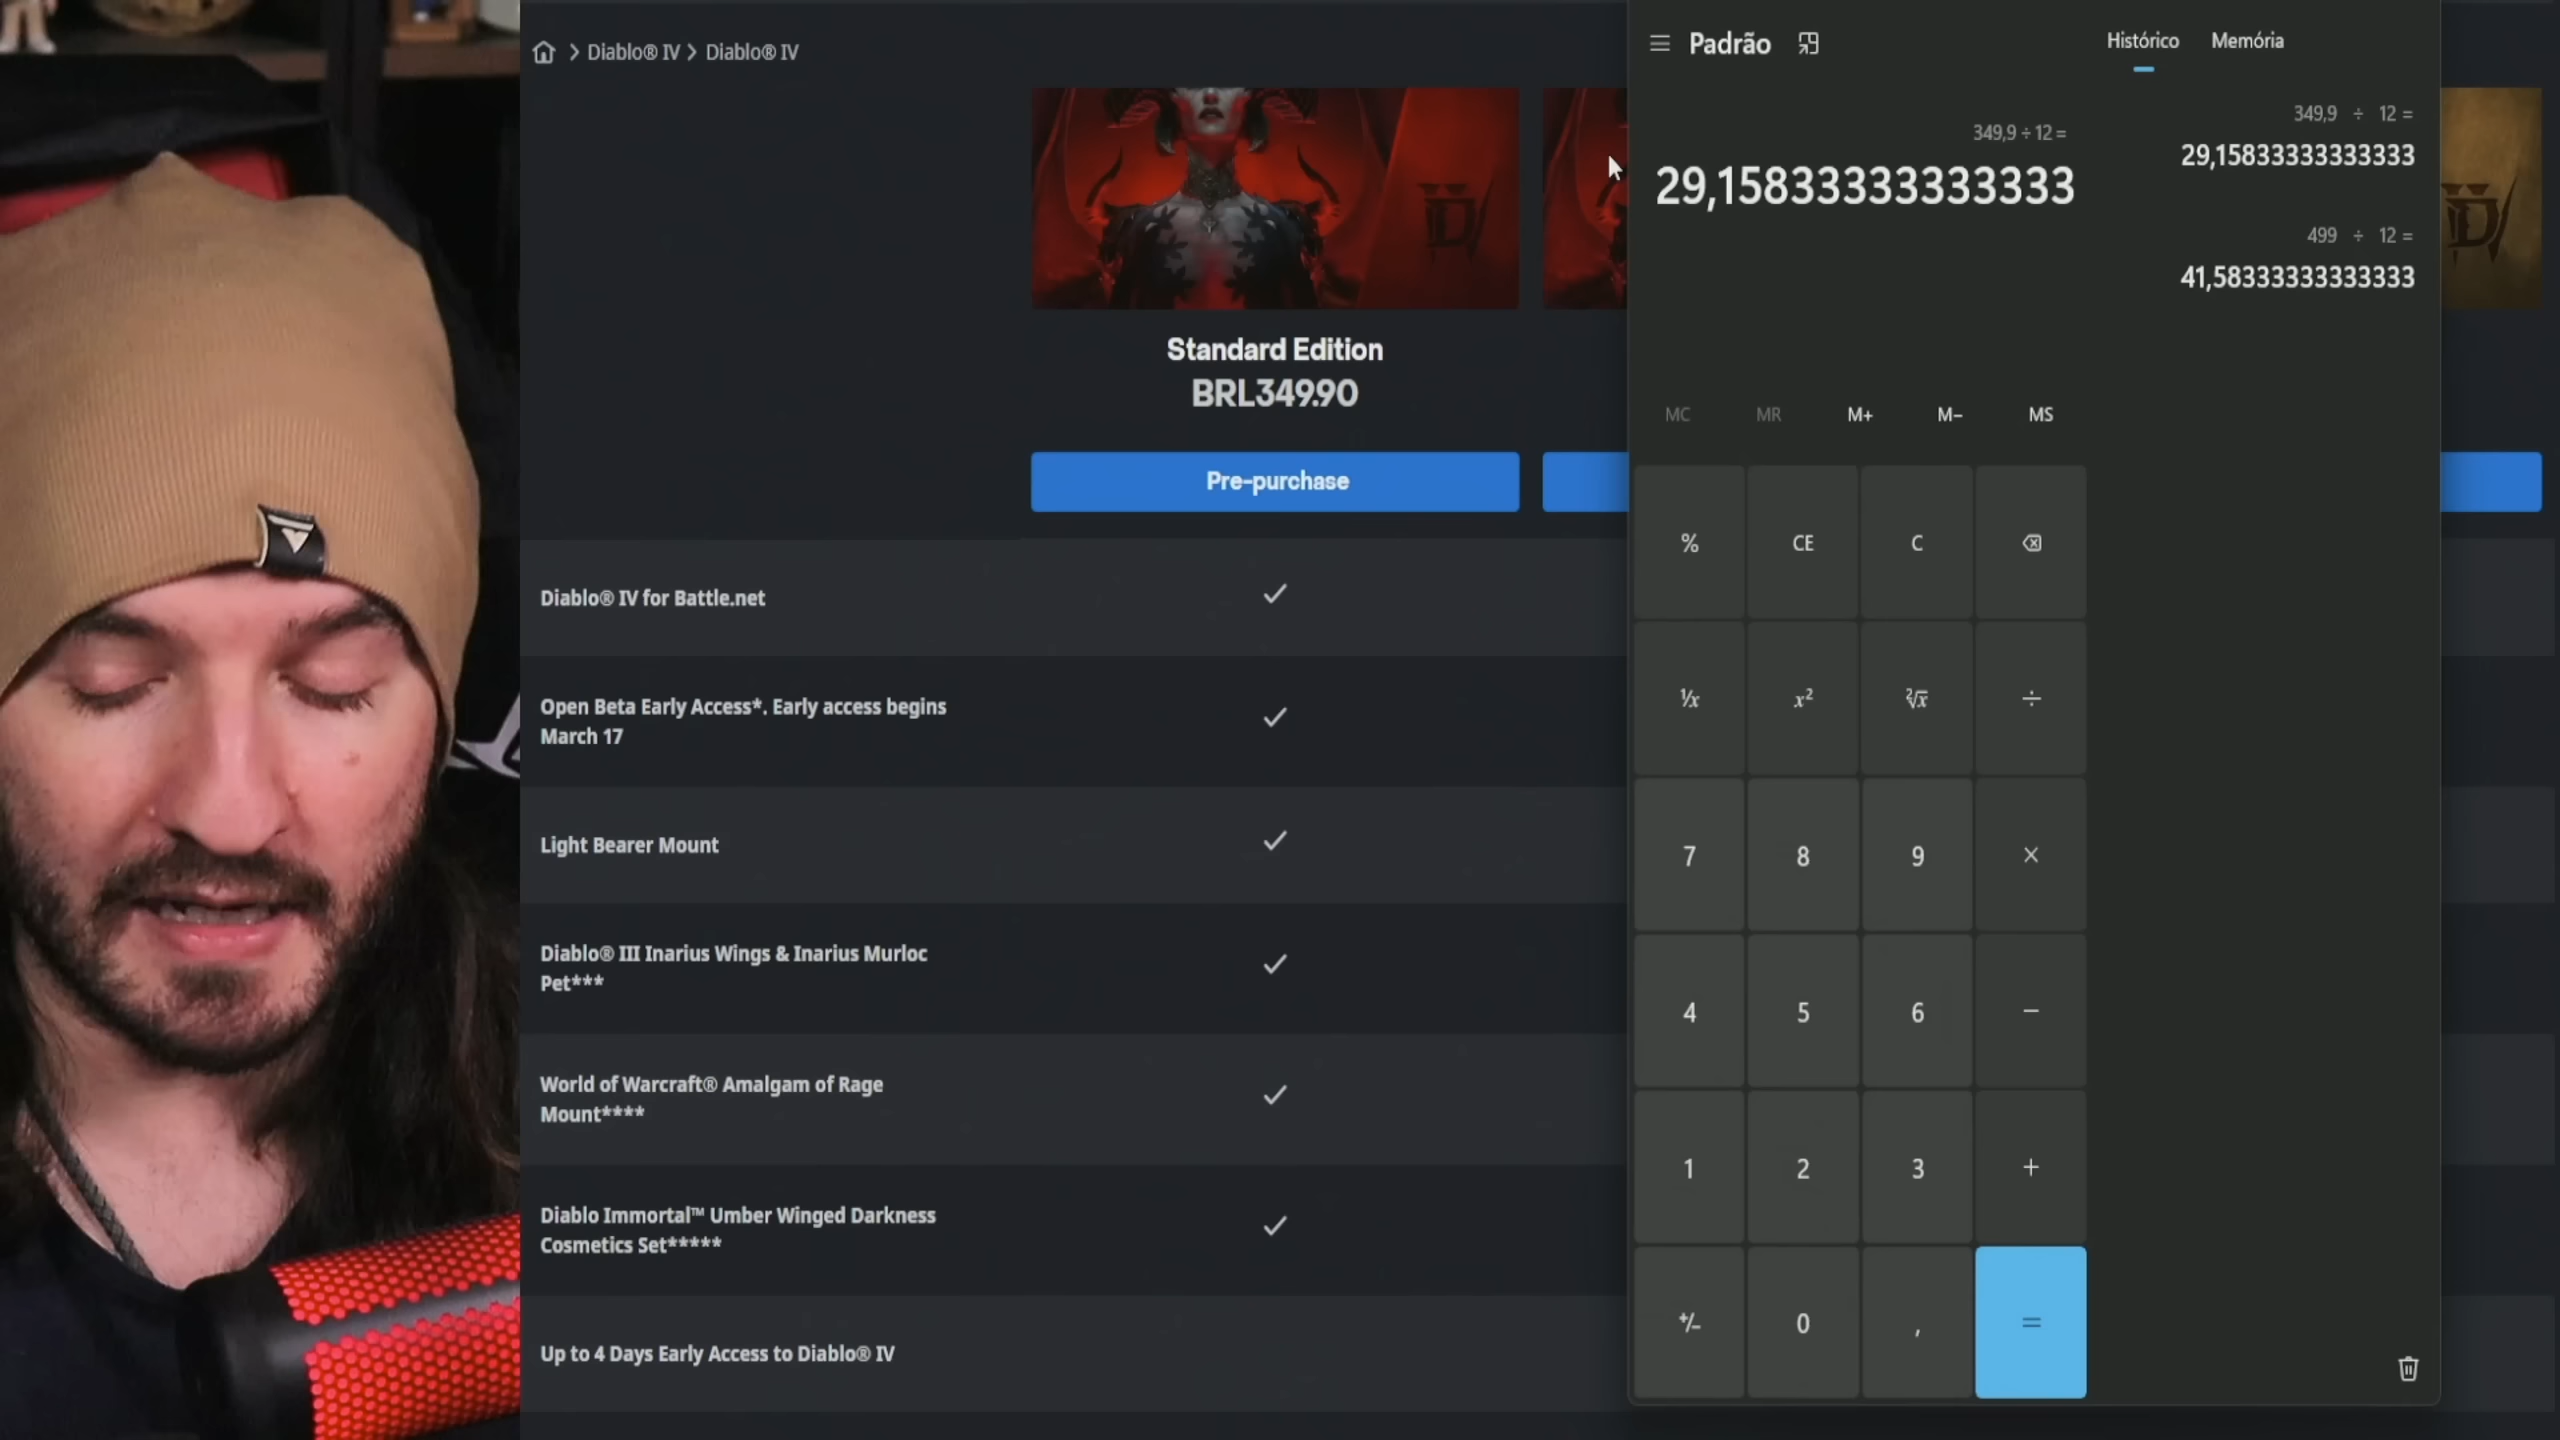 Diablo® IV > Diablo® IV
Standard Edition
BRL349.90
Pre-purchase
Diablo® IV for Battle.net
Open Beta Early Access*. Early access begins
March 17
Light Bearer Mount
Diablo® III Inarius Wings & Inarius Murloc
Pet***
World of Warcraft® Amalgam of Rage
Mount****
Diablo Immortal™ Umber Winged Darkness
Cosmetics Set*****
Up to 4 Days Early Access to Diablo® IV
Padrão
349,9 ÷ 12 =
29,15833333333333
MC MR M+ M- MS
% CE C
⅟x x² ²√x ÷
7 8 9 ×
4 5 6 −
1 2 3 +
+/- 0 , =
Histórico Memória
349,9 ÷ 12 =
29,15833333333333
499 ÷ 12 =
41,58333333333333